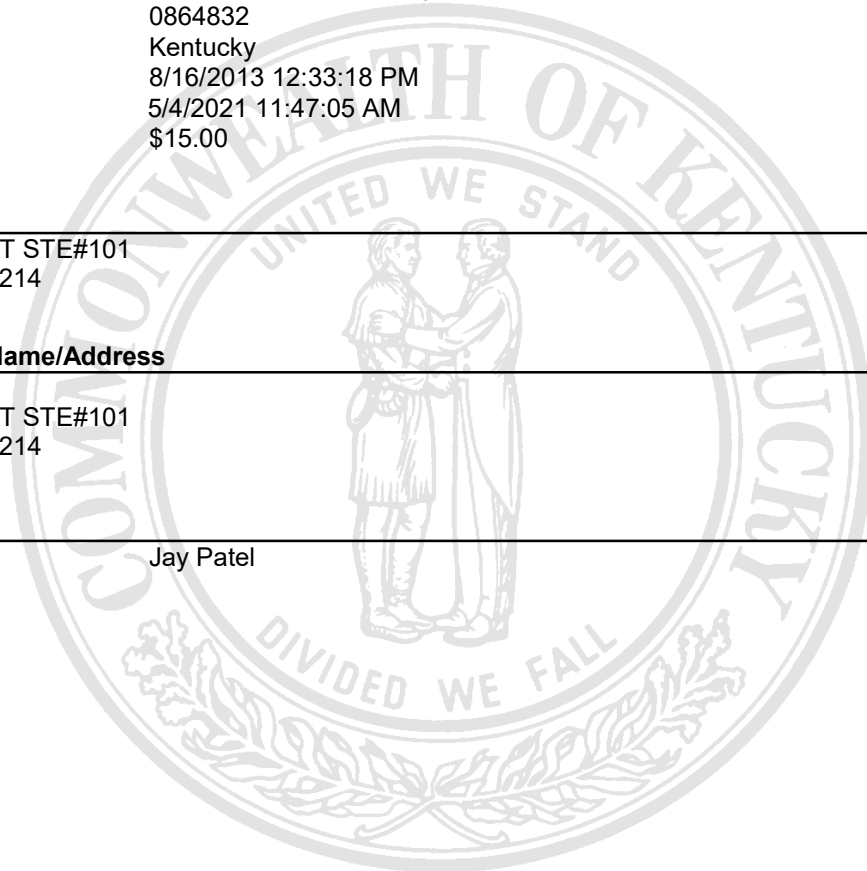 0864832
Kentucky
8/16/2013 12:33:18 PM
5/4/2021 11:47:05 AM
$15.00
T STE#101
214
Name/Address
T STE#101
214
Jay Patel
COMMONWEALTH OF KENTUCKY
UNITED WE STAND
DIVIDED WE FALL